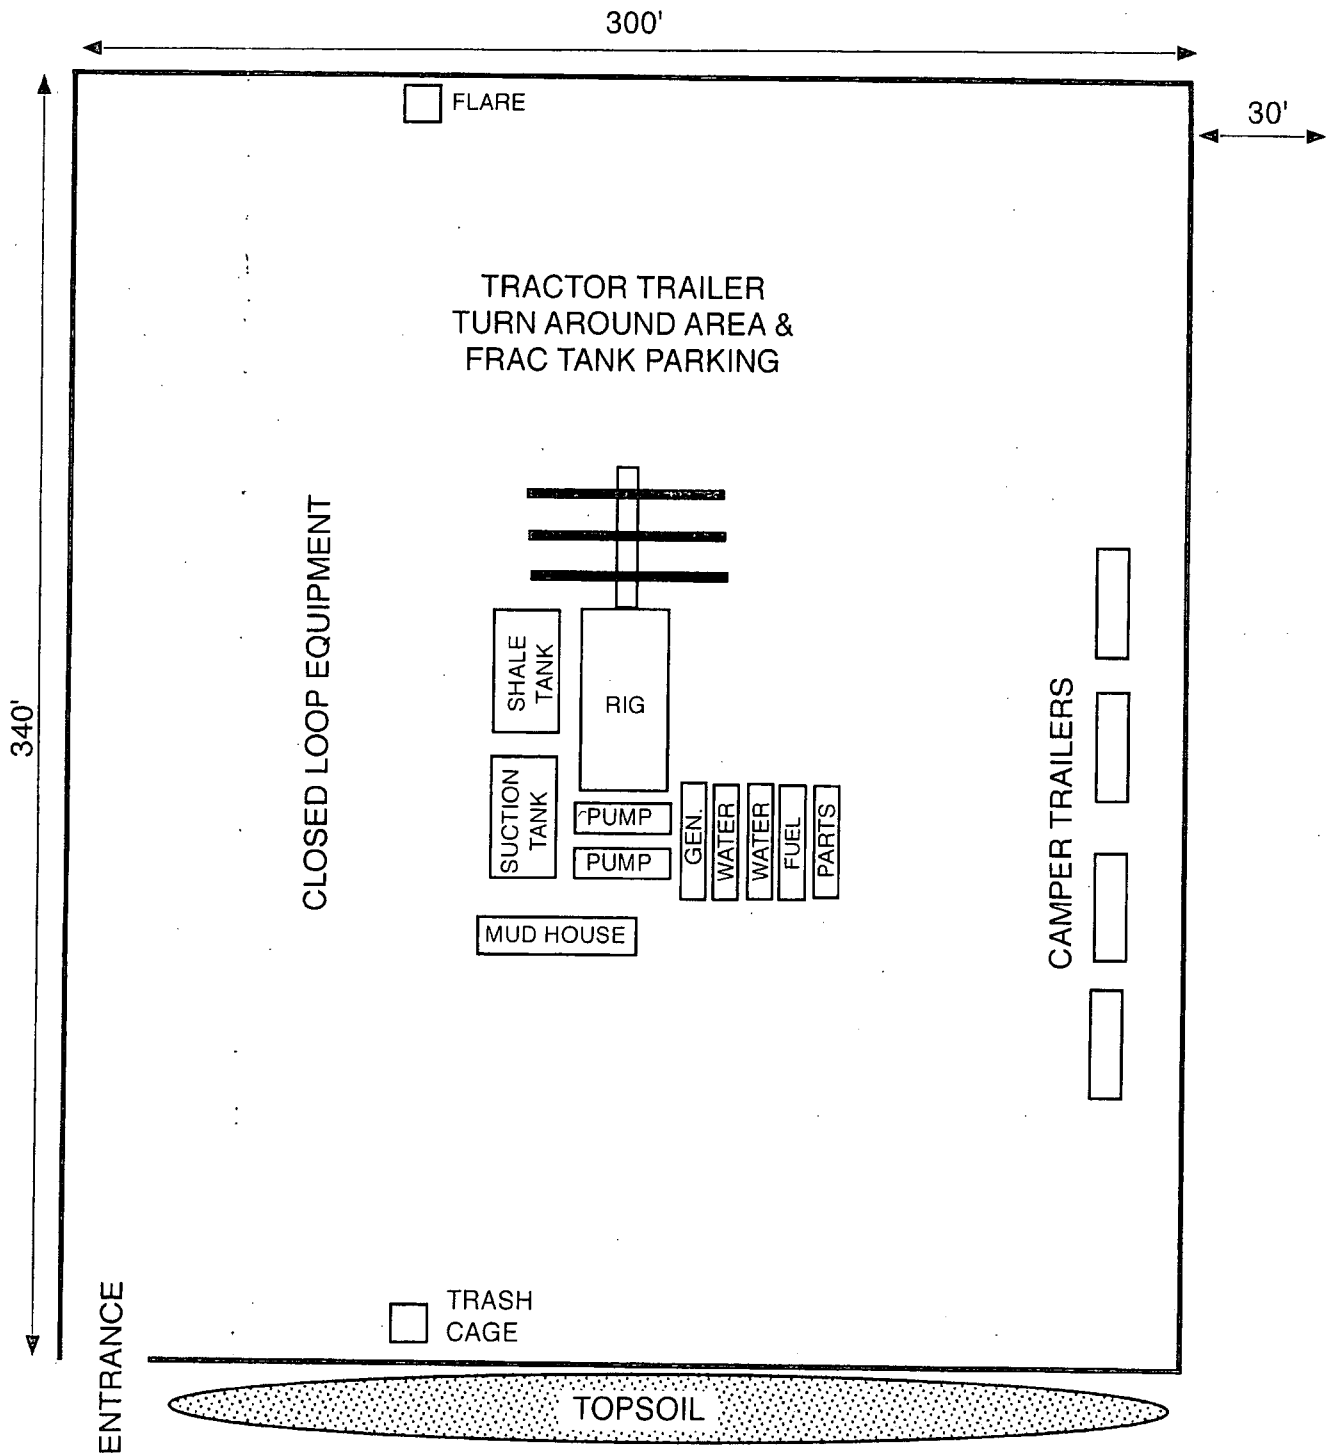 300'
FLARE
30'
TRACTOR TRAILER
TURN AROUND AREA &
FRAC TANK PARKING
340'
CLOSED LOOP EQUIPMENT
SHALE
TANK
RIG
SUCTION
TANK
PUMP
PUMP
GEN.
WATER
WATER
FUEL
PARTS
MUD HOUSE
CAMPER TRAILERS
TRASH
CAGE
ENTRANCE
TOPSOIL